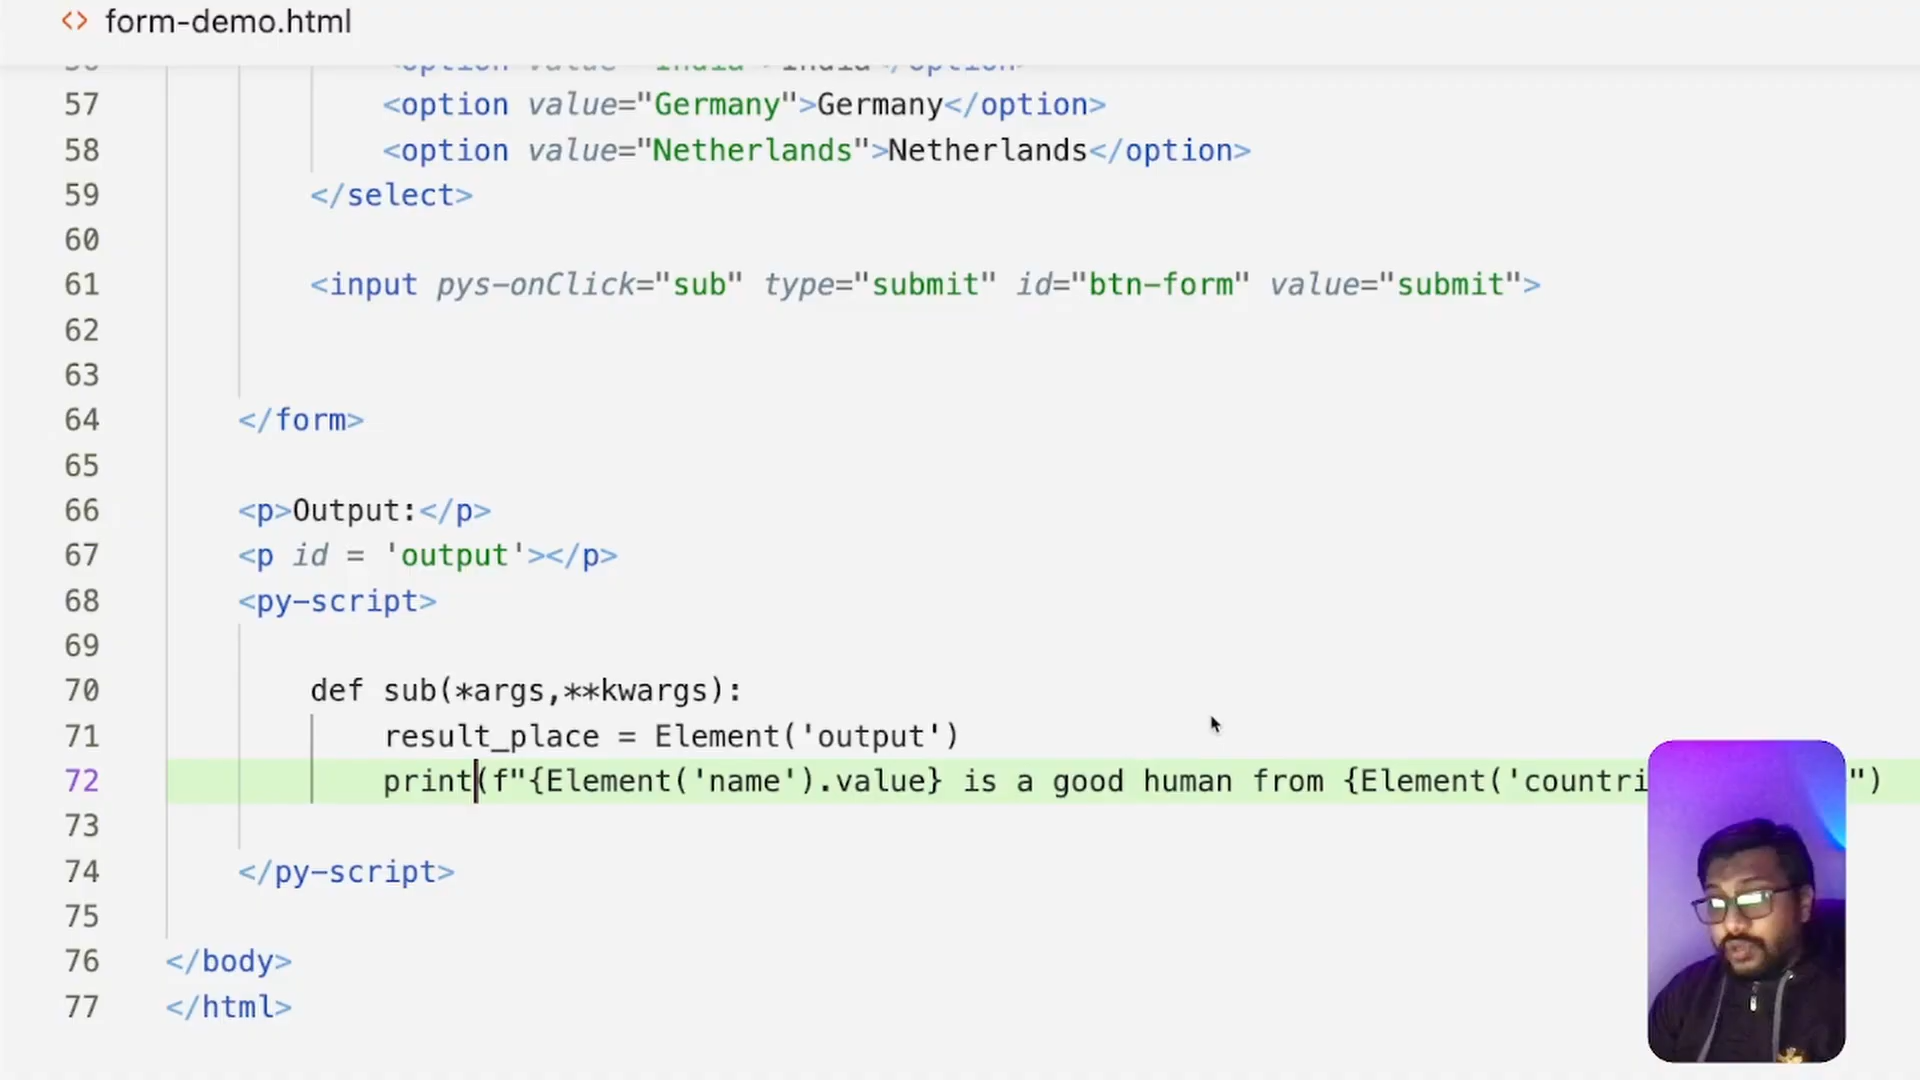 <> form-demo.html
57 <option value="Germany">Germany</option>
58 <option value="Netherlands">Netherlands</option>
59 </select>
60
61 <input pys-onClick="sub" type="submit" id="btn-form" value="submit">
62
63
64 </form>
65
66 <p>Output:</p>
67 <p id = 'output'></p>
68 <py-script>
69
70 def sub(*args,**kwargs):
71 result_place = Element('output')
72 print(f"{Element('name').value} is a good human from {Element('countri ")
73
74 </py-script>
75
76 </body>
77 </html>